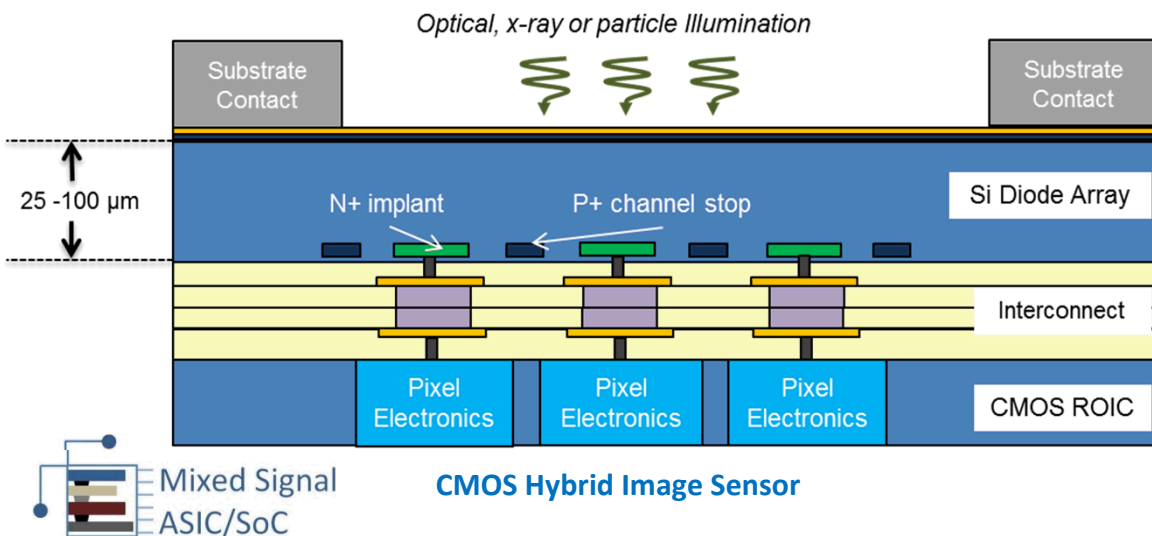 Optical, x-ray or particle Illumination
Substrate
Contact
Substrate
Contact
25 -100 µm
N+ implant
P+ channel stop
Si Diode Array
Interconnect
Pixel
Electronics
Pixel
Electronics
Pixel
Electronics
CMOS ROIC
Mixed Signal
ASIC/SoC
CMOS Hybrid Image Sensor